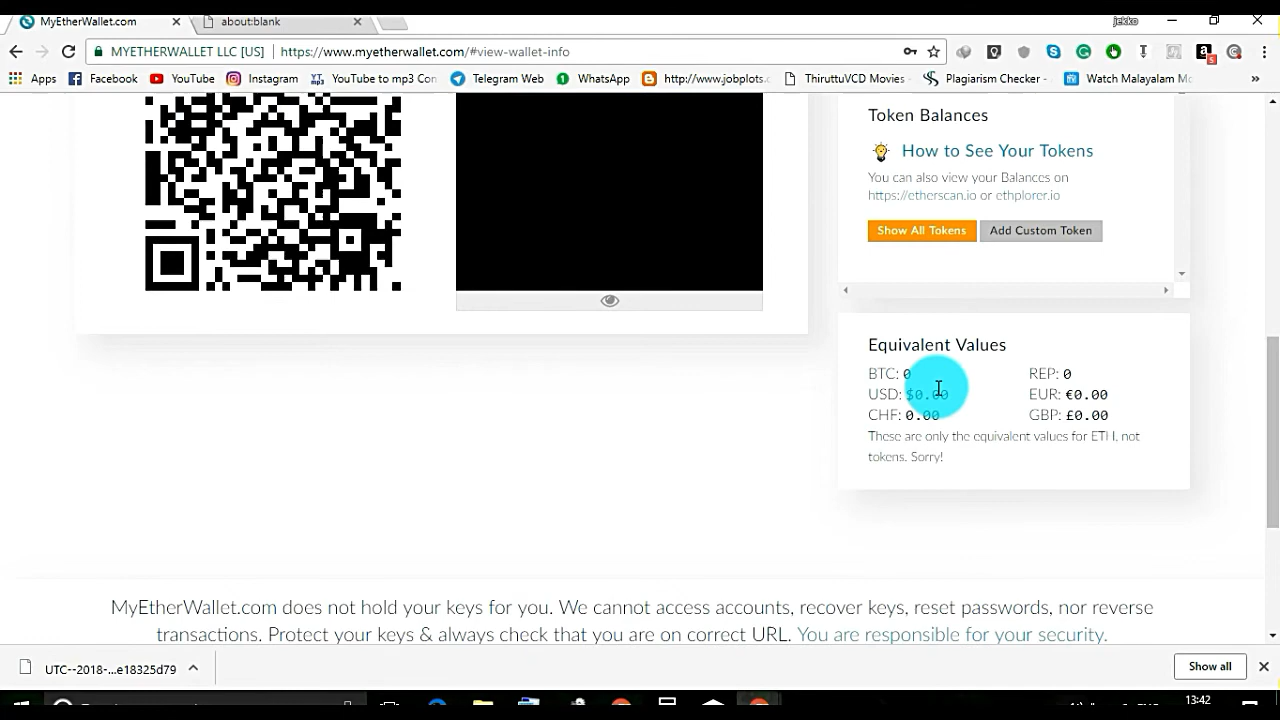 MyEtherWallet.com
about:blank
jekko
MYETHERWALLET LLC [US]
https://www.myetherwallet.com/#view-wallet-info
Apps
Facebook
YouTube
Instagram
YouTube to mp3 Con
Telegram Web
WhatsApp
http://www.jobplots.c
ThiruttuVCD Movies
Plagiarism Checker -
Watch Malayalam Mo
Token Balances
How to See Your Tokens
You can also view your Balances on
https://etherscan.io or ethplorer.io
Show All Tokens
Add Custom Token
Equivalent Values
BTC: 0 REP: 0
USD: $0.00 EUR: €0.00
CHF: 0.00 GBP: £0.00
These are only the equivalent values for ETH, not
tokens. Sorry!
MyEtherWallet.com does not hold your keys for you. We cannot access accounts, recover keys, reset passwords, nor reverse
transactions. Protect your keys & always check that you are on correct URL. You are responsible for your security.
UTC--2018-...e18325d79
Show all
13:42